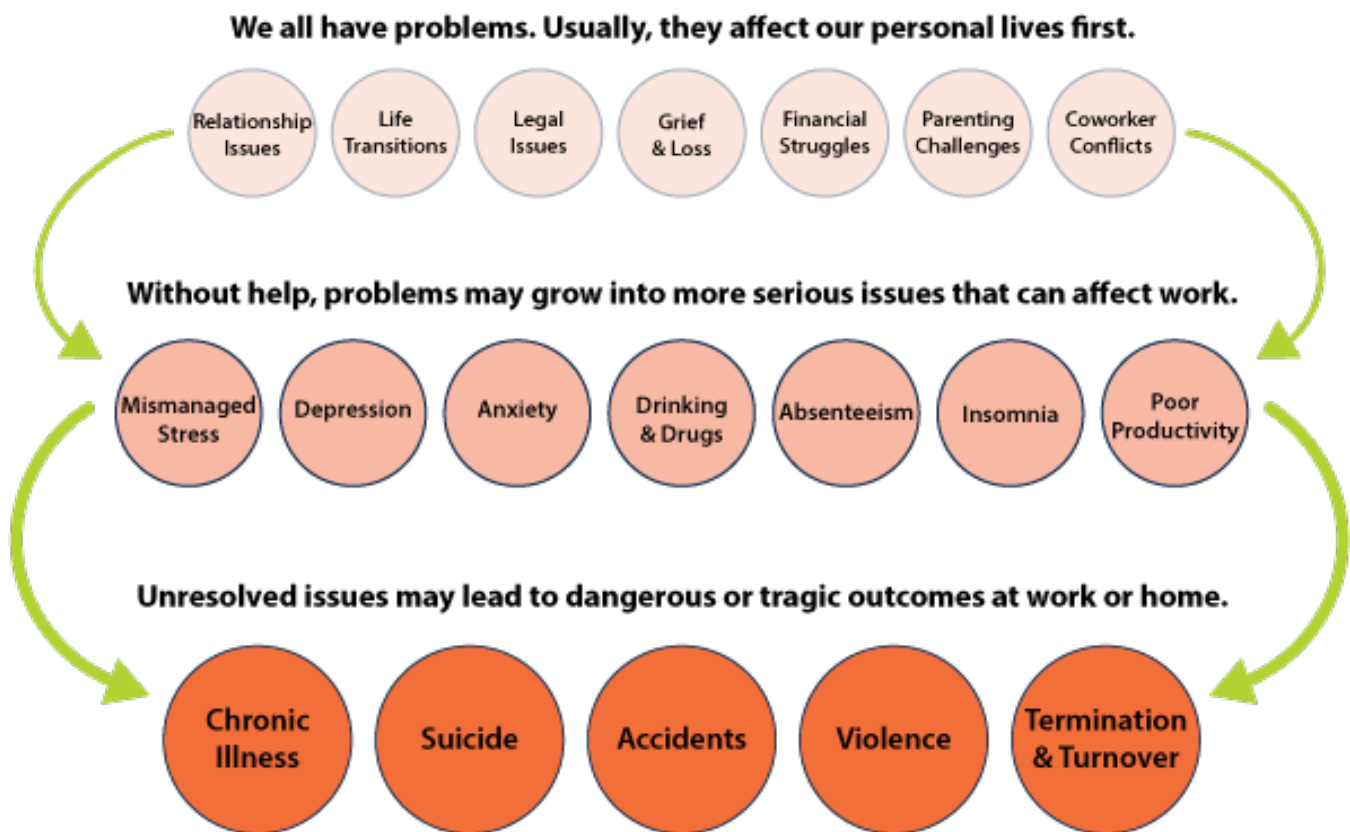 We all have problems. Usually, they affect our personal lives first.
Relationship
Issues
Life
Transitions
Legal
Issues
Grief
& Loss
Financial
Struggles
Parenting
Challenges
Coworker
Conflicts
Without help, problems may grow into more serious issues that can affect work.
Mismanaged
Stress
Depression
Anxiety
Drinking
& Drugs
Absenteeism
Insomnia
Poor
Productivity
Unresolved issues may lead to dangerous or tragic outcomes at work or home.
Chronic
Illness
Suicide
Accidents
Violence
Termination
& Turnover